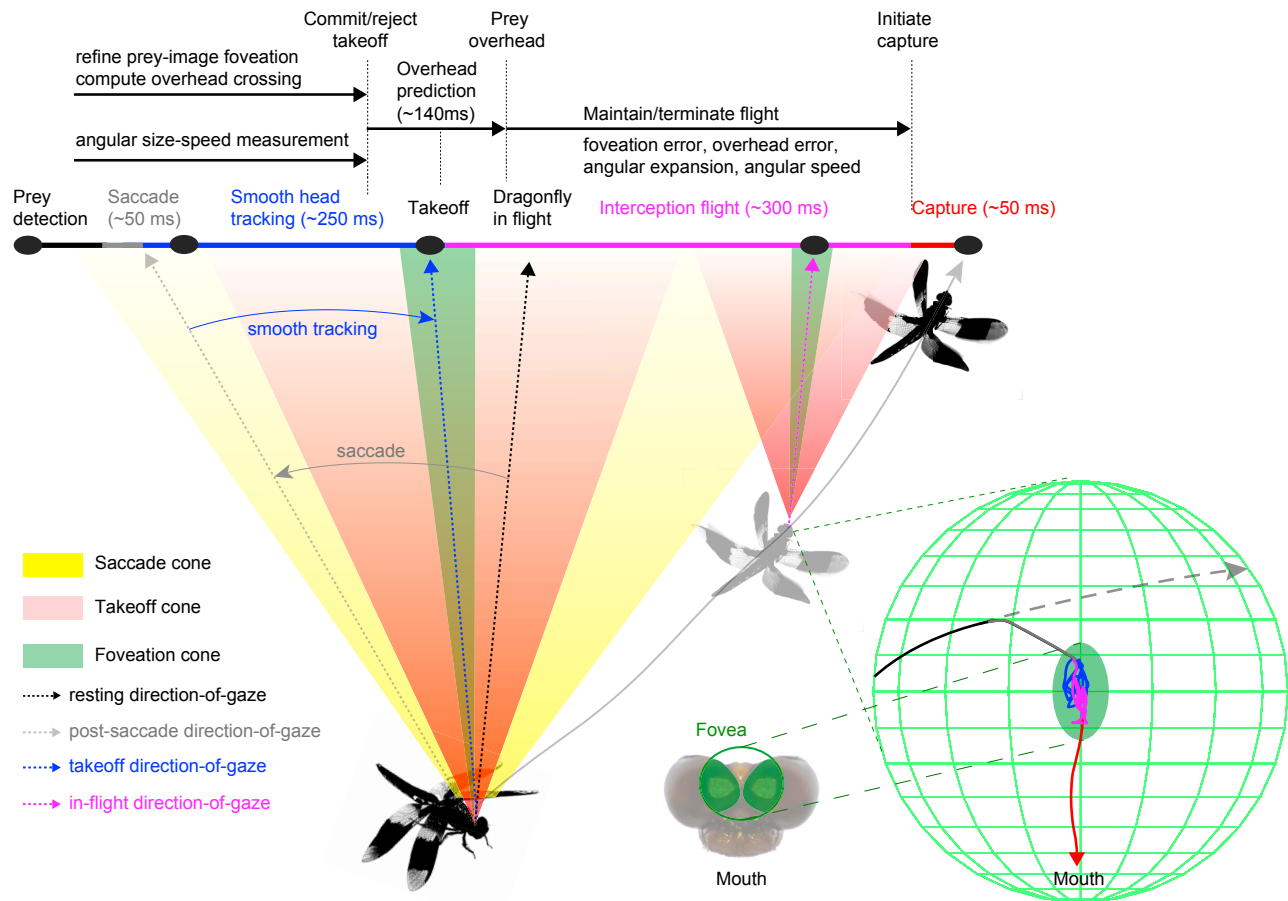 Commit/reject
takeoff
Prey
overhead
Initiate
capture
refine prey-image foveation
compute overhead crossing
Overhead
prediction
(~140ms)
angular size-speed measurement
Maintain/terminate flight
foveation error, overhead error,
angular expansion, angular speed
Prey
detection
Saccade
(~50 ms)
Smooth head
tracking (~250 ms)
Takeoff
Dragonfly
in flight
Interception flight (~300 ms)
Capture (~50 ms)
smooth tracking
saccade
Saccade cone
Takeoff cone
Foveation cone
resting direction-of-gaze
post-saccade direction-of-gaze
takeoff direction-of-gaze
in-flight direction-of-gaze
Fovea
Mouth
Mouth